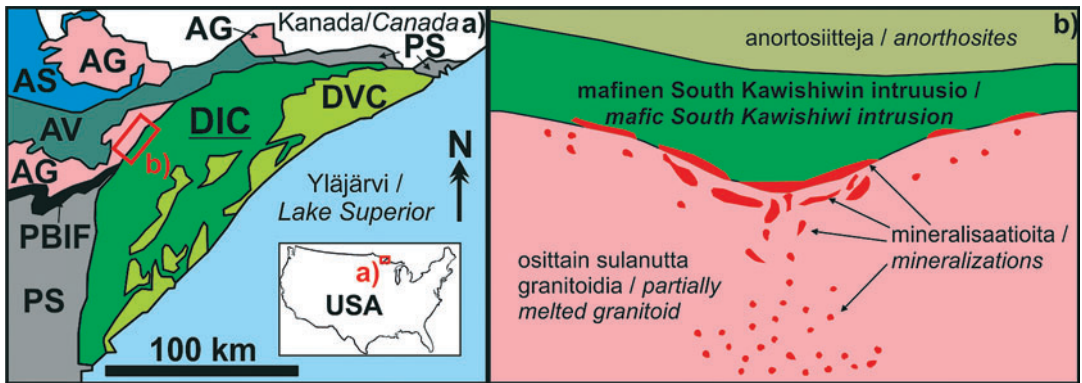 Kanada/Canada a)
AG
PS
AG
AS
DVC
AV
DIC
b)
N
AG
Yläjärvi /
Lake Superior
PBIF
a)
USA
PS
100 km
b)
anortosiitteja / anorthosites
mafinen South Kawishiwin intruusio /
mafic South Kawishiwi intrusion
mineralisaatioita /
mineralizations
osittain sulanutta
granitoidia / partially
melted granitoid